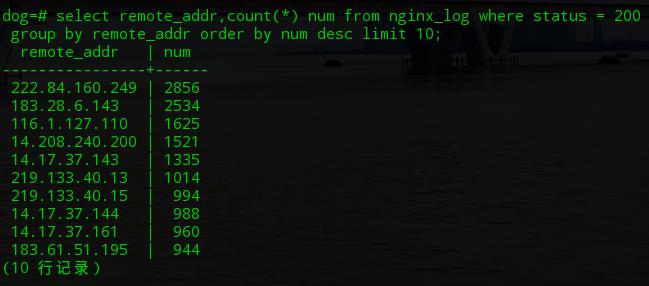 dog=# select remote_addr,count(*) num from nginx_log where status = 200
 group by remote_addr order by num desc limit 10;
  remote_addr   | num
----------------+------
 222.84.160.249 | 2856
 183.28.6.143   | 2534
 116.1.127.110  | 1625
 14.208.240.200 | 1521
 14.17.37.143   | 1335
 219.133.40.13  | 1014
 219.133.40.15  |  994
 14.17.37.144   |  988
 14.17.37.161   |  960
 183.61.51.195  |  944
(10 行记录)